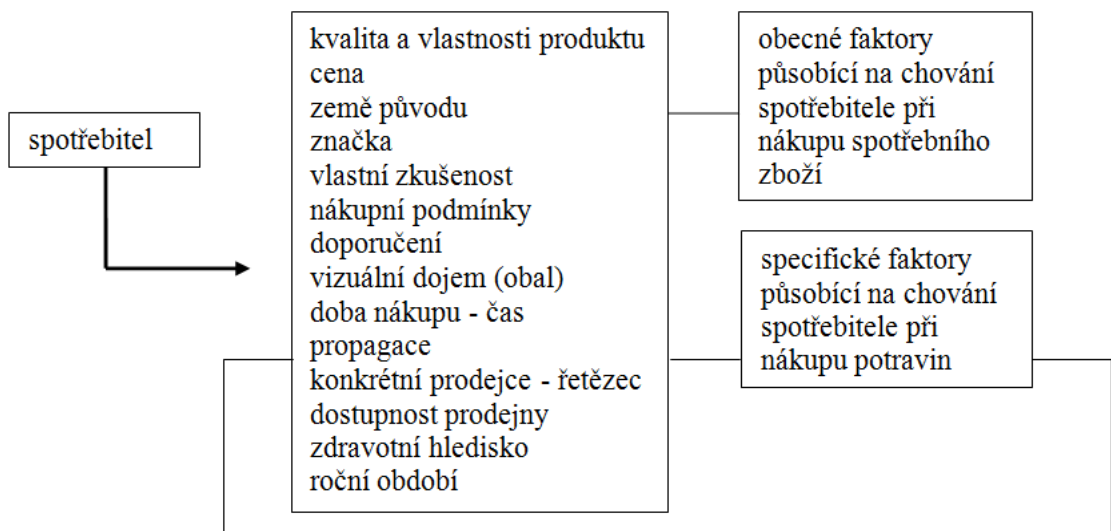 spotřebitel
kvalita a vlastnosti produktu
cena
země původu
značka
vlastní zkušenost
nákupní podmínky
doporučení
vizuální dojem (obal)
doba nákupu - čas
propagace
konkrétní prodejce - řetězec
dostupnost prodejny
zdravotní hledisko
roční období
obecné faktory
působící na chování
spotřebitele při
nákupu spotřebního
zboží
specifické faktory
působící na chování
spotřebitele při
nákupu potravin